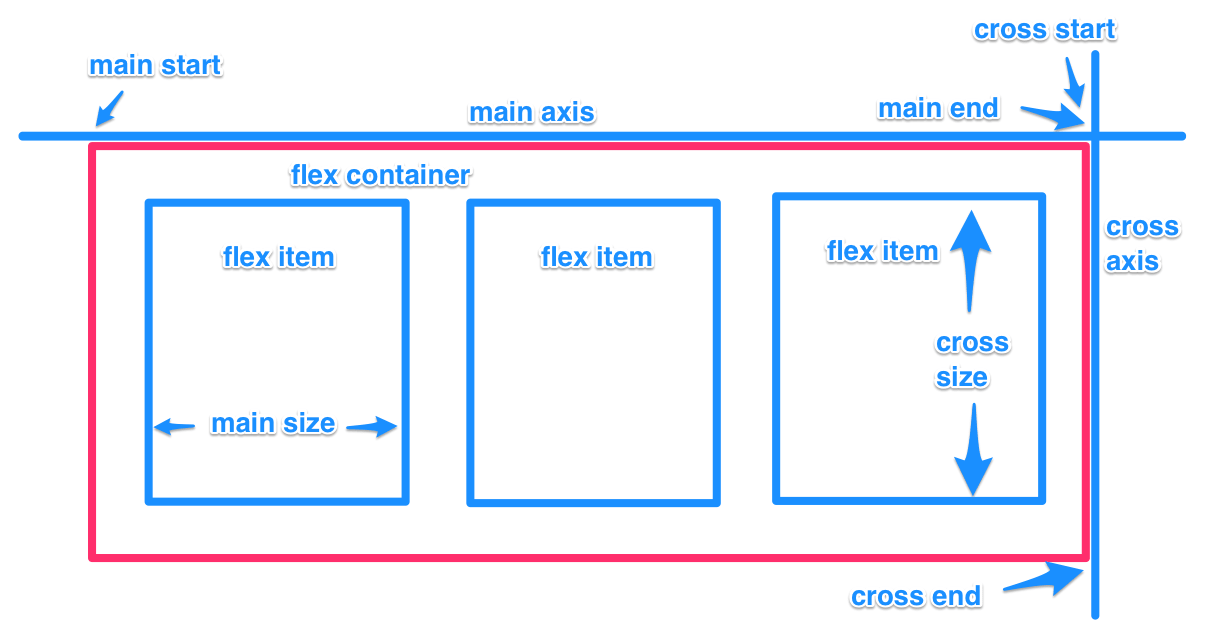 cross start
main start
main axis
main end
flex container
flex item
flex item
flex item
cross
axis
cross
size
main size
cross end